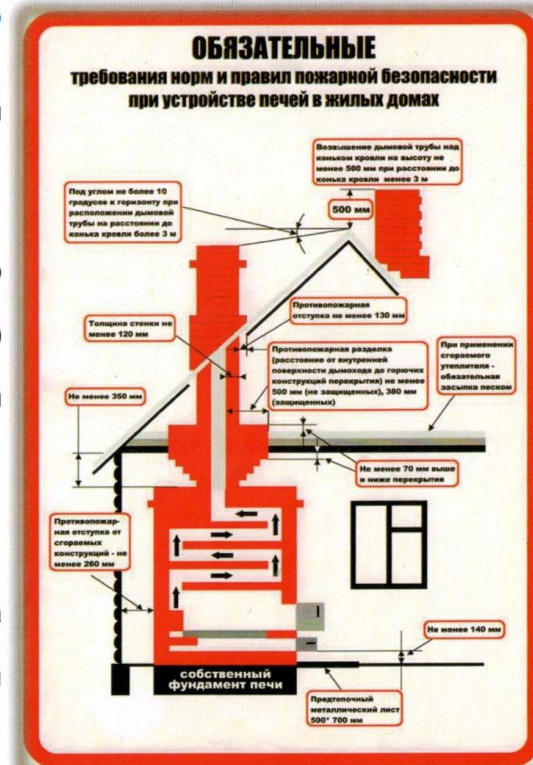 ОБЯЗАТЕЛЬНЫЕ
требования норм и правил пожарной безопасности
при устройстве печей в жилых домах
Возвышение дымовой трубы над
коньком кровли на высоту не
менее 500 мм при расстоянии до
конька кровли менее 3 м
Под углом не более 10
градусов к горизонту при
расположении дымовой
трубы на расстоянии до
конька кровли более 3 м
500 мм
Противопожарная
отступка не менее 130 мм
Толщина стенки не
менее 120 мм
Противопожарная разделка
(расстояние от внутренней
поверхности дымохода до горючих
конструкций перекрытия) не менее
500 мм (не защищенных), 380 мм
(защищенных)
При применении
сгораемого
утеплителя -
обязательная
засыпка песком
Не менее 350 мм
Не менее 70 мм выше
и ниже перекрытия
Противопожар-
ная отступка от
сгораемых
конструкций - не
менее 260 мм
Не менее 140 мм
собственный
фундамент печи
Предтопочный
металлический лист
500* 700 мм